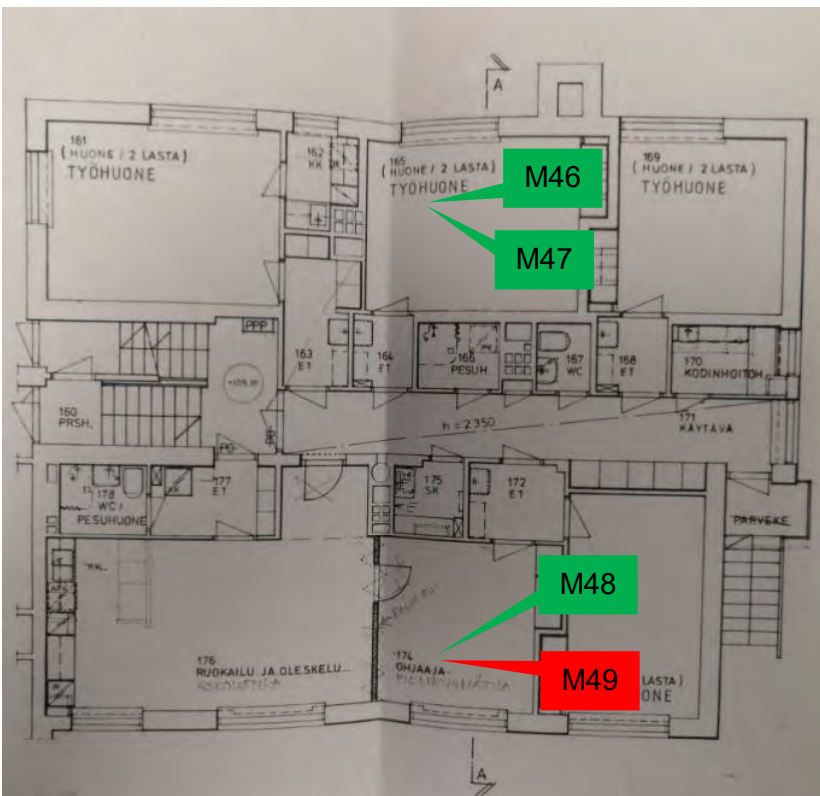 A
161
( HUONE / 2 LASTA )
TYÖHUONE
162
KK
165
( HUONE / 2 LASTA )
TYÖHUONE
M46
M47
169
( HUONE / 2 LASTA )
TYÖHUONE
PPP
163
ET
164
ET
166
PESUH.
167
WC
168
ET
170
KODINHOITOH.
160
PRSH.
h = 2350
171
KÄYTÄVÄ
178
WC /
PESUHUONE
177
ET
175
SK
172
ET
PARVEKE
M48
176
RUOKAILU JA OLESKELU
174
OHJAAJA
M49
LASTA)
ONE
A